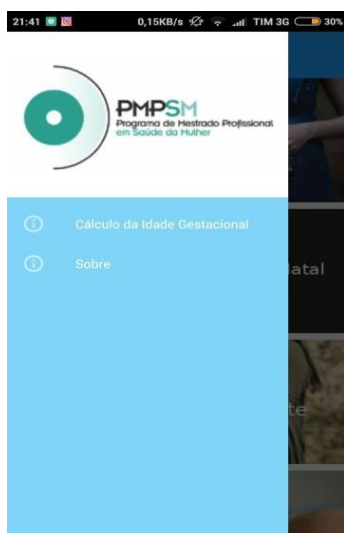 21:41 0,15KB/s TIM 3G 30%
PMPSM
Programa de Mestrado Profissional
em Saúde da Mulher
Cálculo da Idade Gestacional
Sobre